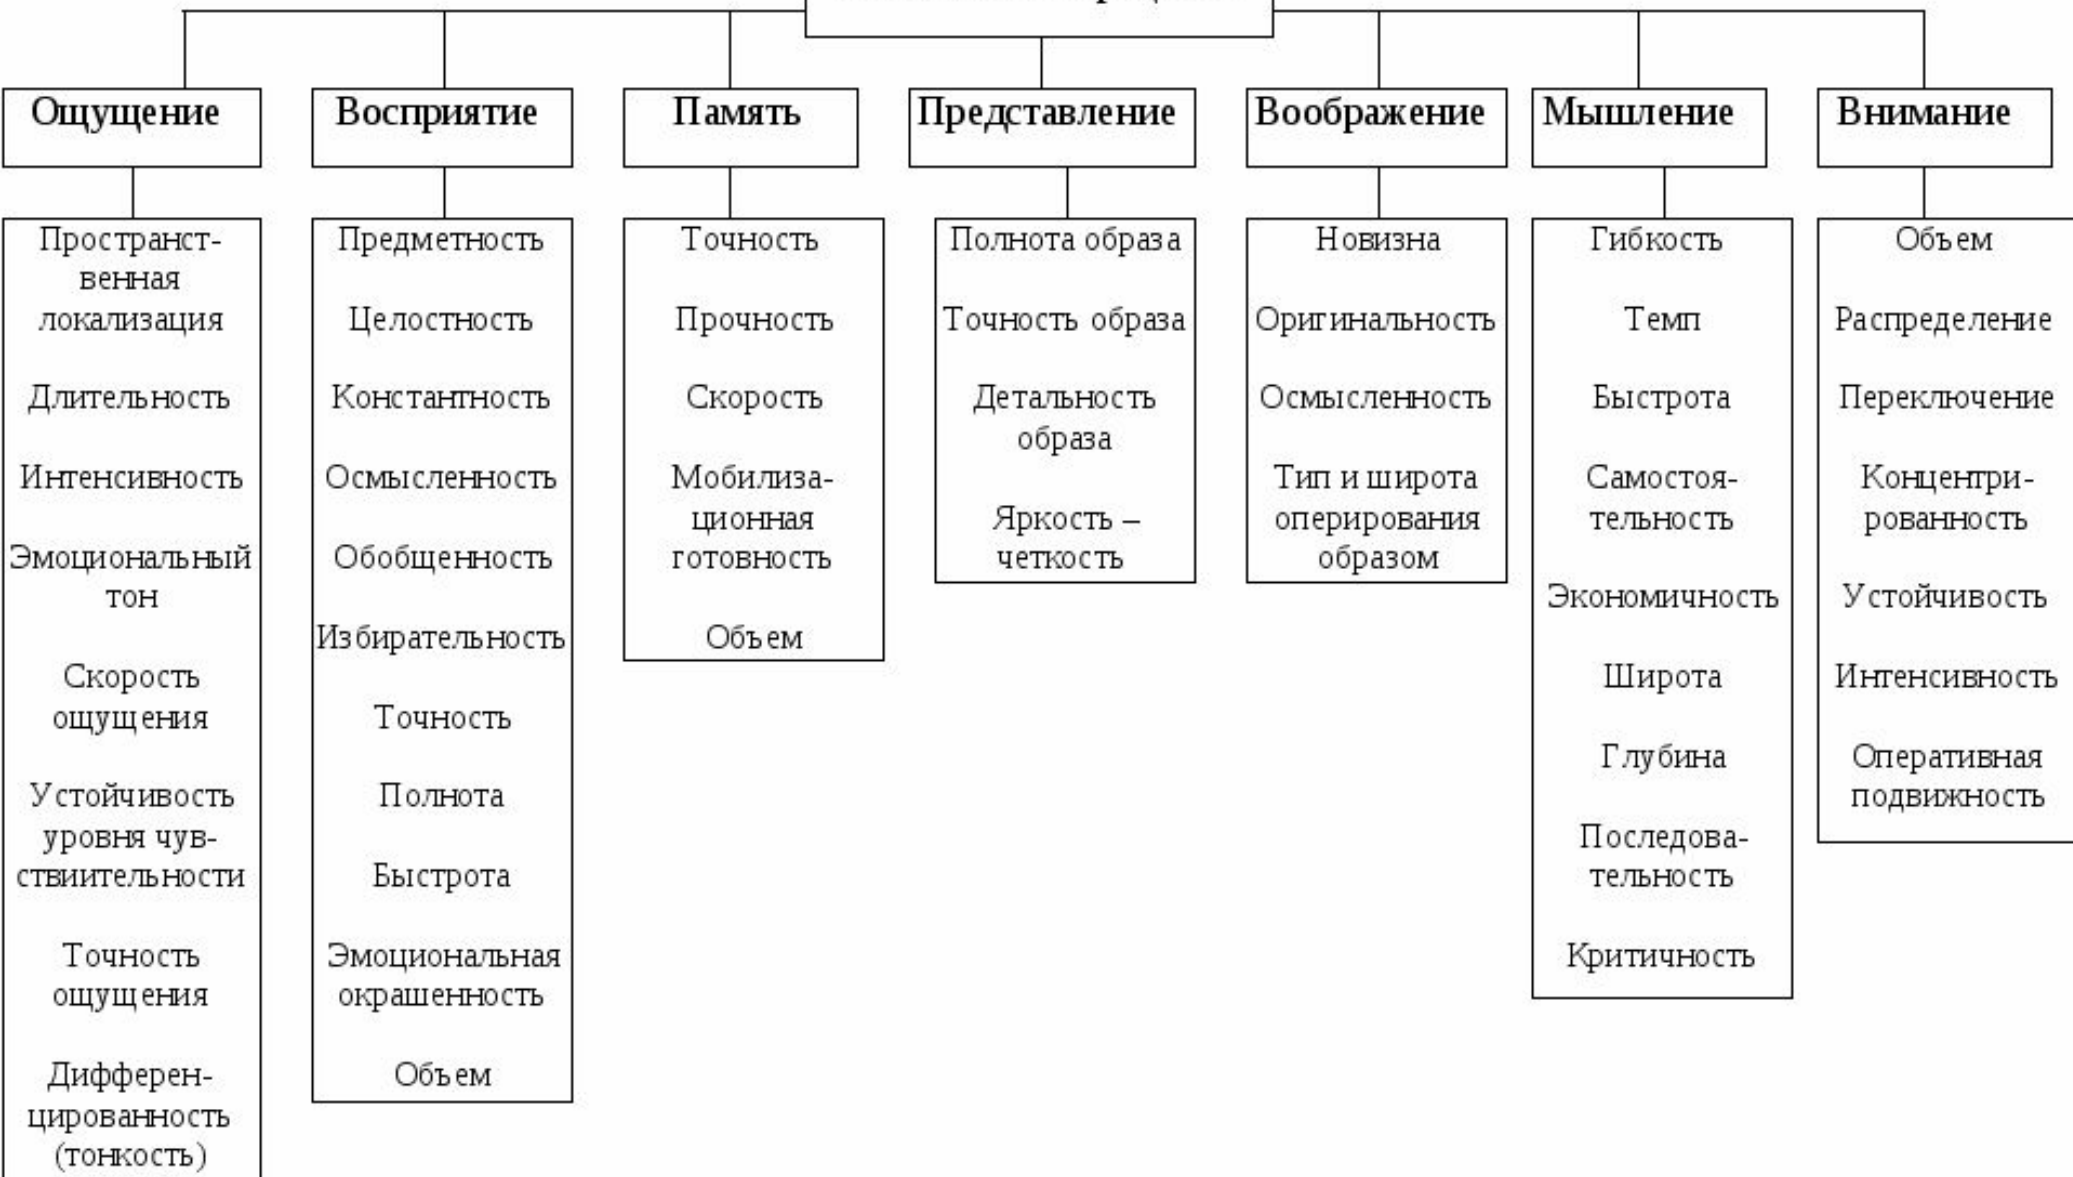 Ощущение
Восприятие
Память
Представление
Воображение
Мышление
Внимание
Пространст-
венная
локализация
Длительность
Интенсивность
Эмоциональный
тон
Скорость
ощущения
Устойчивость
уровня чув-
ствиительности
Точность
ощущения
Дифферен-
цированность
(тонкость)
Предметность
Целостность
Константность
Осмысленность
Обобщенность
Избирательность
Точность
Полнота
Быстрота
Эмоциональная
окрашенность
Объем
Точность
Прочность
Скорость
Мобилиза-
ционная
готовность
Объем
Полнота образа
Точность образа
Детальность
образа
Яркость –
четкость
Новизна
Оригинальность
Осмысленность
Тип и широта
оперирования
образом
Гибкость
Темп
Быстрота
Самостоя-
тельность
Экономичность
Широта
Глубина
Последова-
тельность
Критичность
Объем
Распределение
Переключение
Концентри-
рованность
Устойчивость
Интенсивность
Оперативная
подвижность